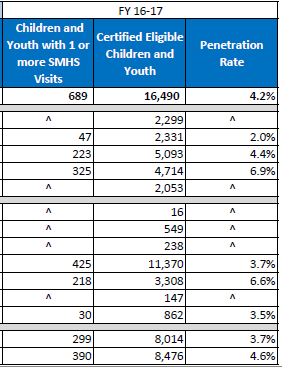 FY 16-17
Children and Youth with 1 or more SMHS Visits Certified Eligible Children and Youth Penetration Rate
689 16,490 4.2%
^ 2,299 ^
47 2,331 2.0%
223 5,093 4.4%
325 4,714 6.9%
^ 2,053 ^
^ 16 ^
^ 549 ^
^ 238 ^
425 11,370 3.7%
218 3,308 6.6%
^ 147 ^
30 862 3.5%
299 8,014 3.7%
390 8,476 4.6%